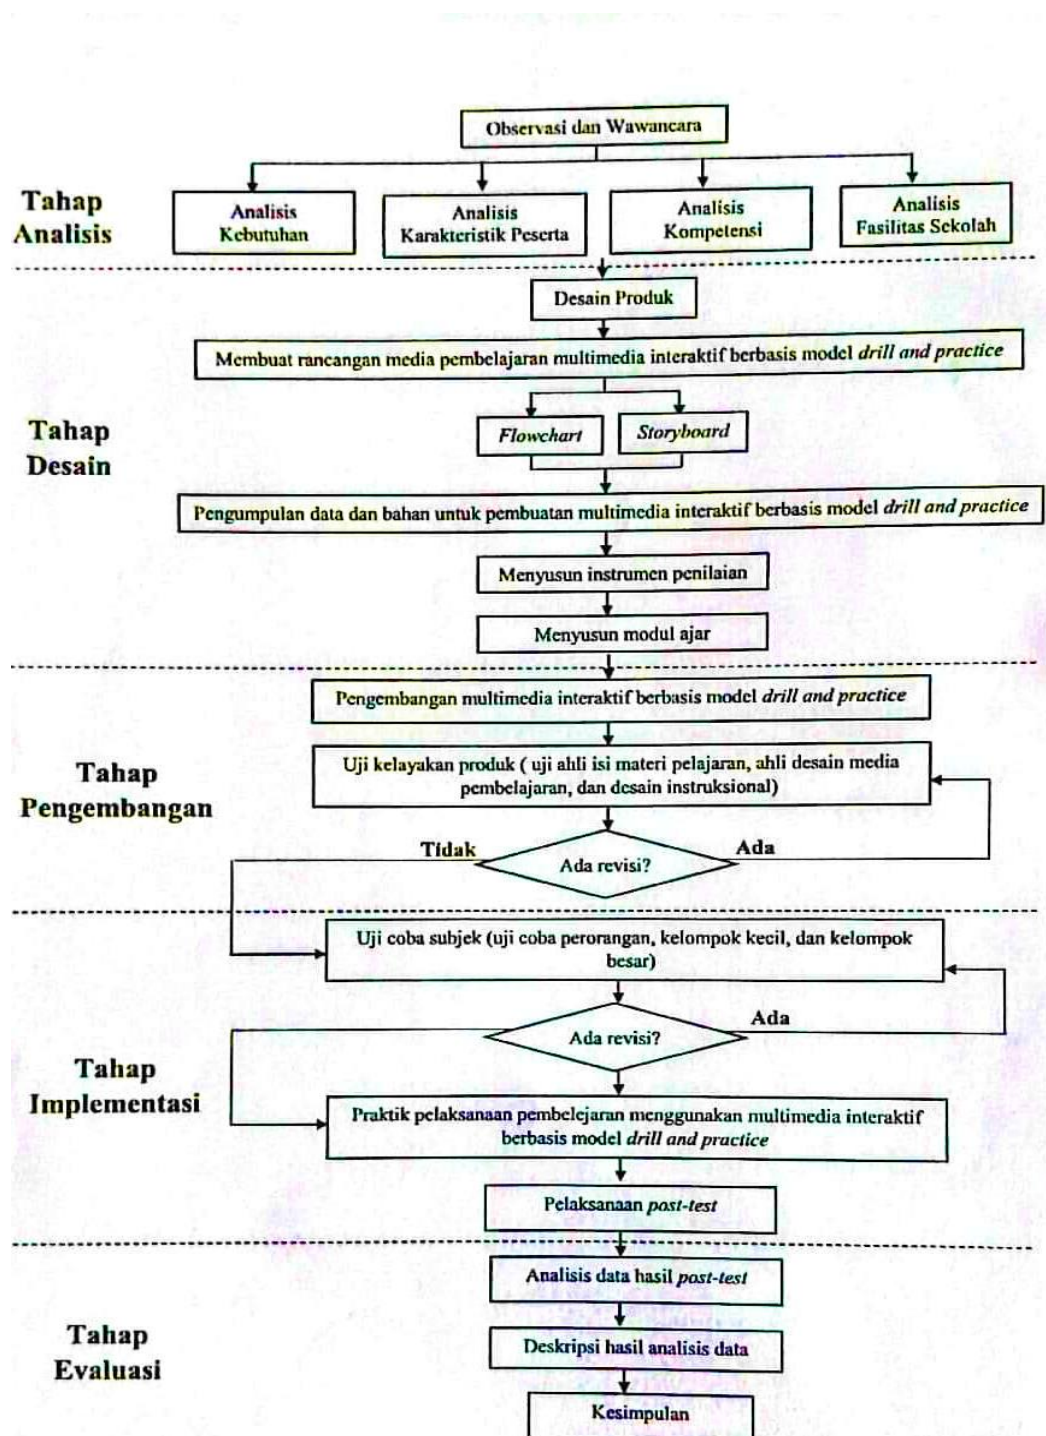 Observasi dan Wawancara
Tahap
Analisis
Analisis
Kebutuhan
Analisis
Karakteristik Peserta
Analisis
Kompetensi
Analisis
Fasilitas Sekolah
Desain Produk
Membuat rancangan media pembelajaran multimedia interaktif berbasis model drill and practice
Tahap
Desain
Flowchart
Storyboard
Pengumpulan data dan bahan untuk pembuatan multimedia interaktif berbasis model drill and practice
Menyusun instrumen penilaian
Menyusun modul ajar
Pengembangan multimedia interaktif berbasis model drill and practice
Tahap
Pengembangan
Uji kelayakan produk ( uji ahli isi materi pelajaran, ahli desain media
pembelajaran, dan desain instruksional)
Tidak
Ada revisi?
Ada
Uji coba subjek (uji coba perorangan, kelompok kecil, dan kelompok
besar)
Ada revisi?
Ada
Tahap
Implementasi
Praktik pelaksanaan pembelejaran menggunakan multimedia interaktif
berbasis model drill and practice
Pelaksanaan post-test
Analisis data hasil post-test
Tahap
Evaluasi
Deskripsi hasil analisis data
Kesimpulan